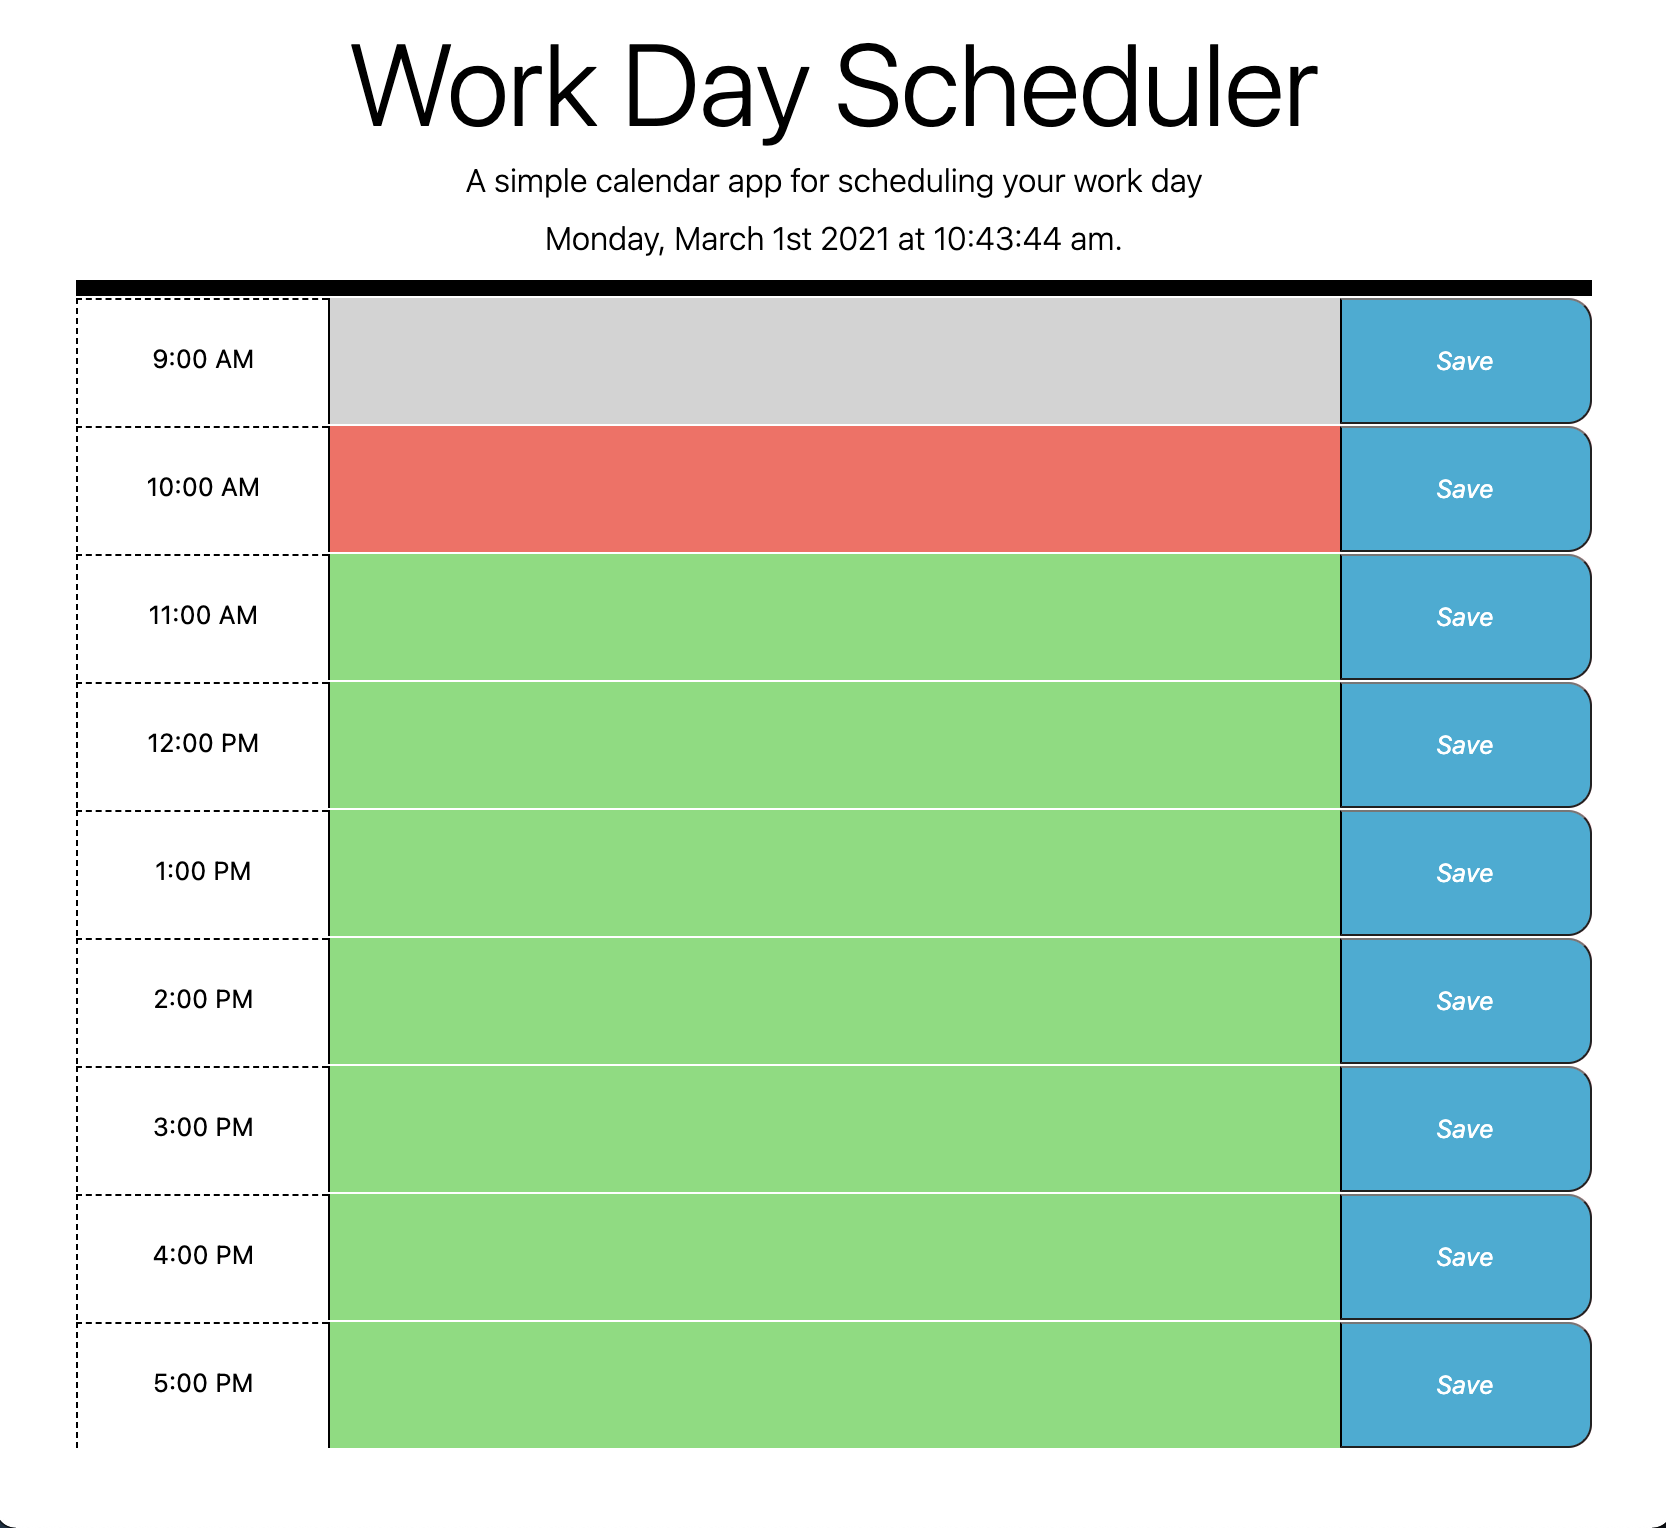 Work Day Scheduler
A simple calendar app for scheduling your work day
Monday, March 1st 2021 at 10:43:44 am.
9:00 AM Save
10:00 AM Save
11:00 AM Save
12:00 PM Save
1:00 PM Save
2:00 PM Save
3:00 PM Save
4:00 PM Save
5:00 PM Save